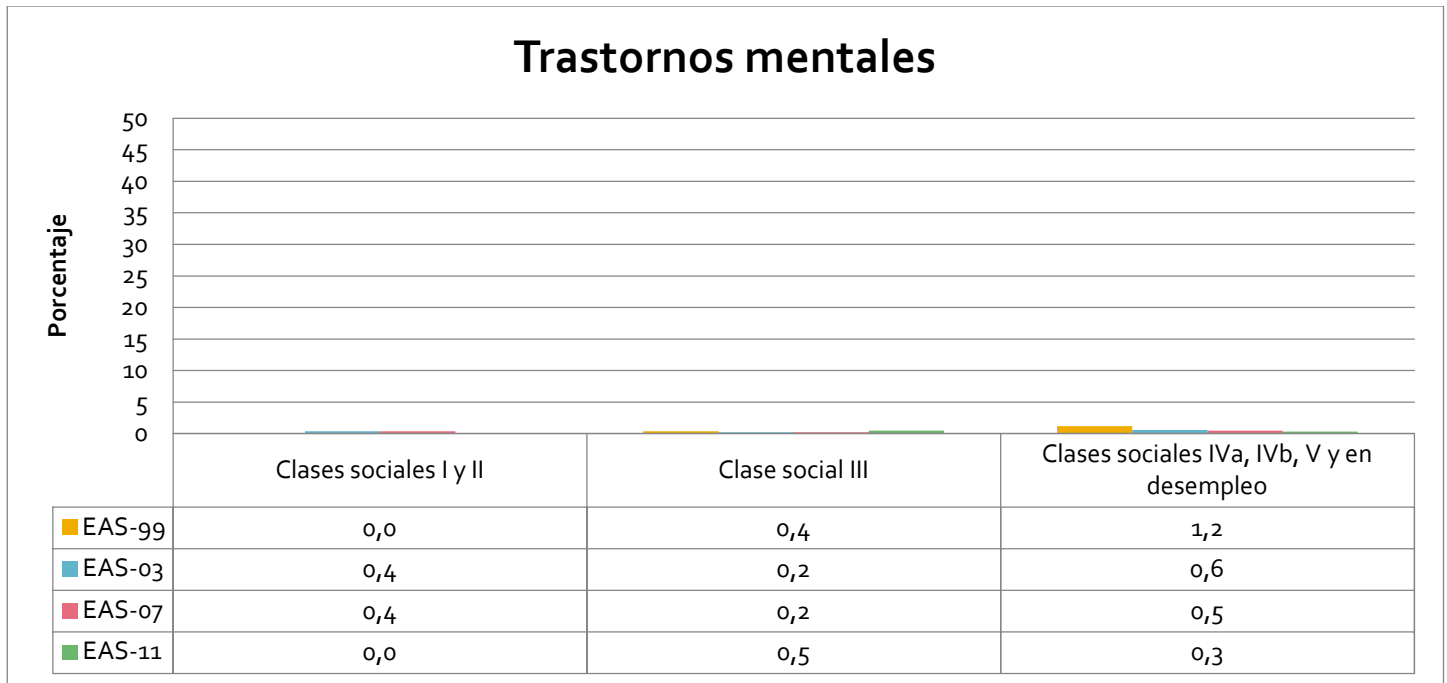 Trastornos mentales
Porcentaje
50
45
40
35
30
25
20
15
10
5
0
Clases sociales I y II
Clase social III
Clases sociales IVa, IVb, V y en
desempleo
EAS-99 0,0 0,4 1,2
EAS-03 0,4 0,2 0,6
EAS-07 0,4 0,2 0,5
EAS-11 0,0 0,5 0,3